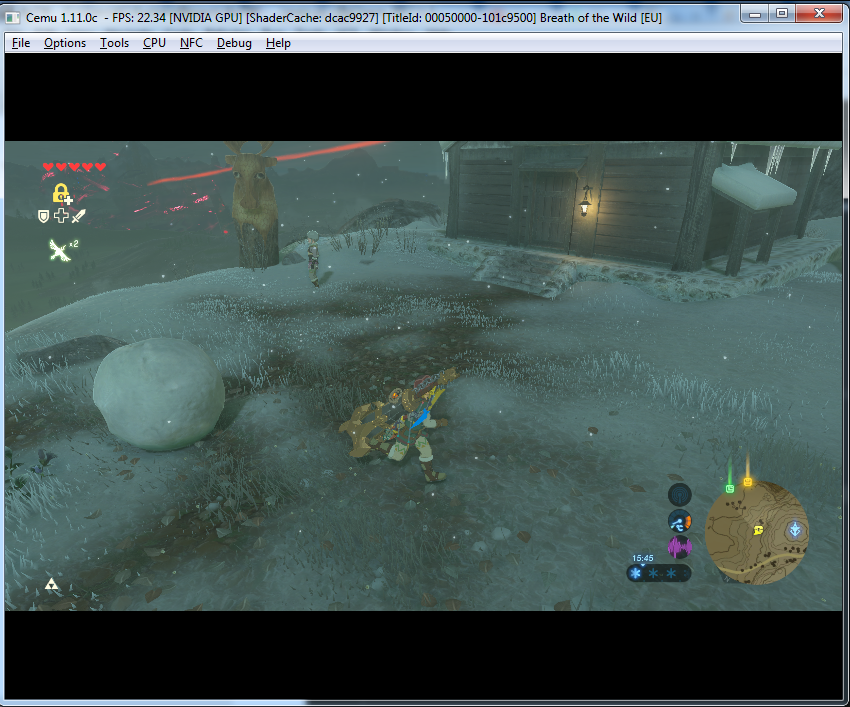 Cemu 1.11.0c - FPS: 22.34 [NVIDIA GPU] [ShaderCache: dcac9927] [TitleId: 00050000-101c9500] Breath of the Wild [EU]
File Options Tools CPU NFC Debug Help
x2
15:45